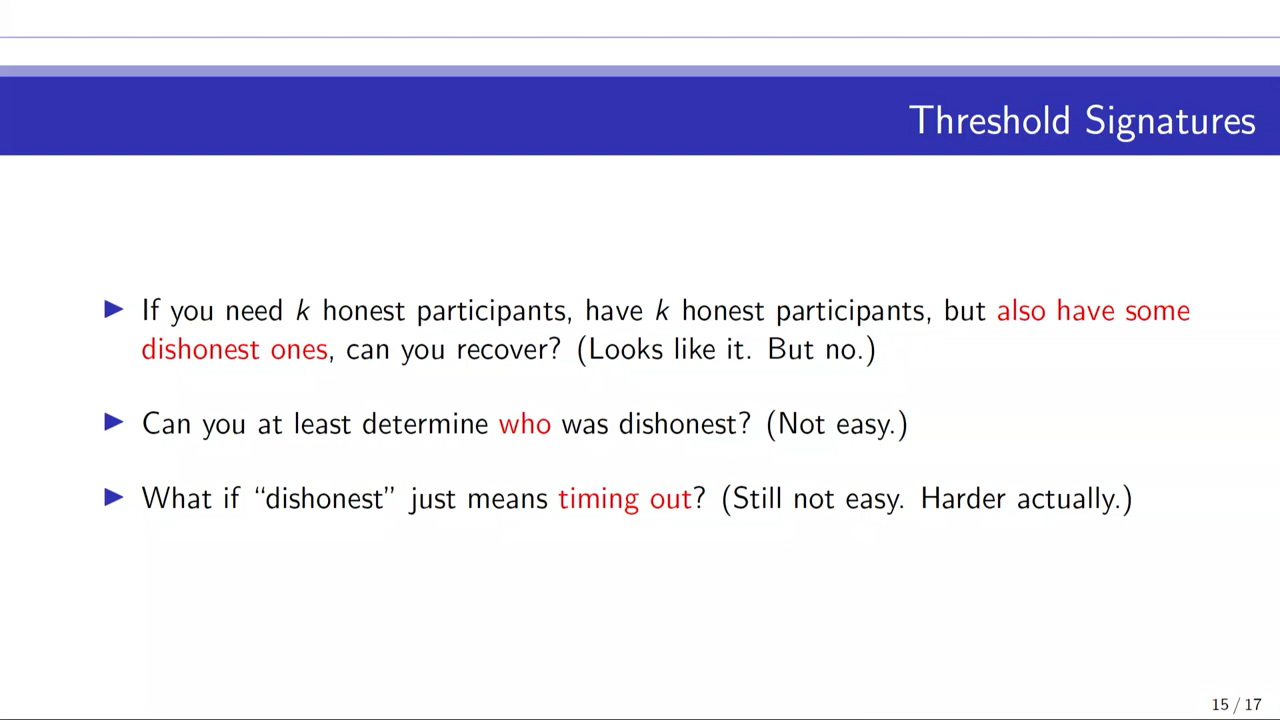 Threshold Signatures
▶ If you need k honest participants, have k honest participants, but also have some
dishonest ones, can you recover? (Looks like it. But no.)
▶ Can you at least determine who was dishonest? (Not easy.)
▶ What if “dishonest” just means timing out? (Still not easy. Harder actually.)
15 / 17